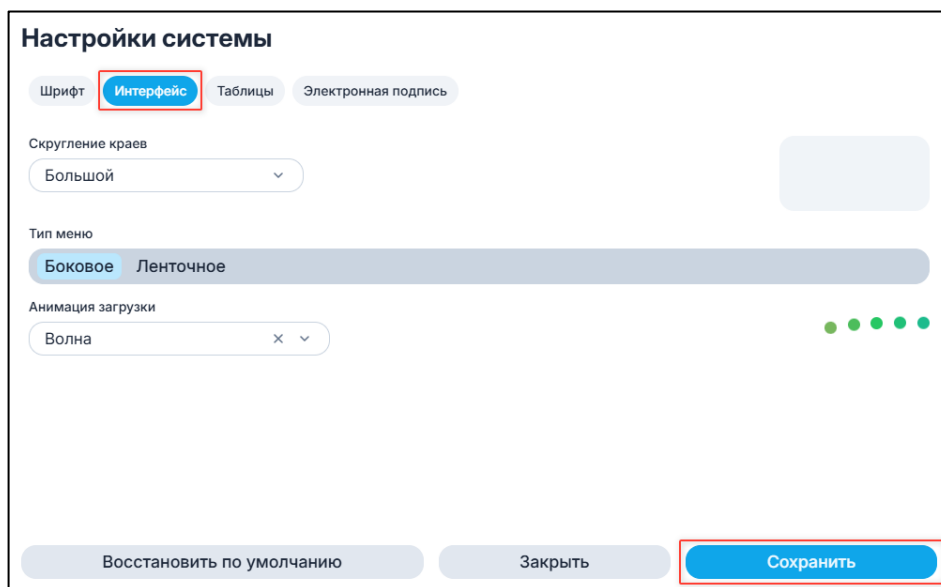 Настройки системы
Шрифт Интерфейс Таблицы Электронная подпись
Скругление краев
Большой
Тип меню
Боковое Ленточное
Анимация загрузки
Волна
Восстановить по умолчанию Закрыть Сохранить